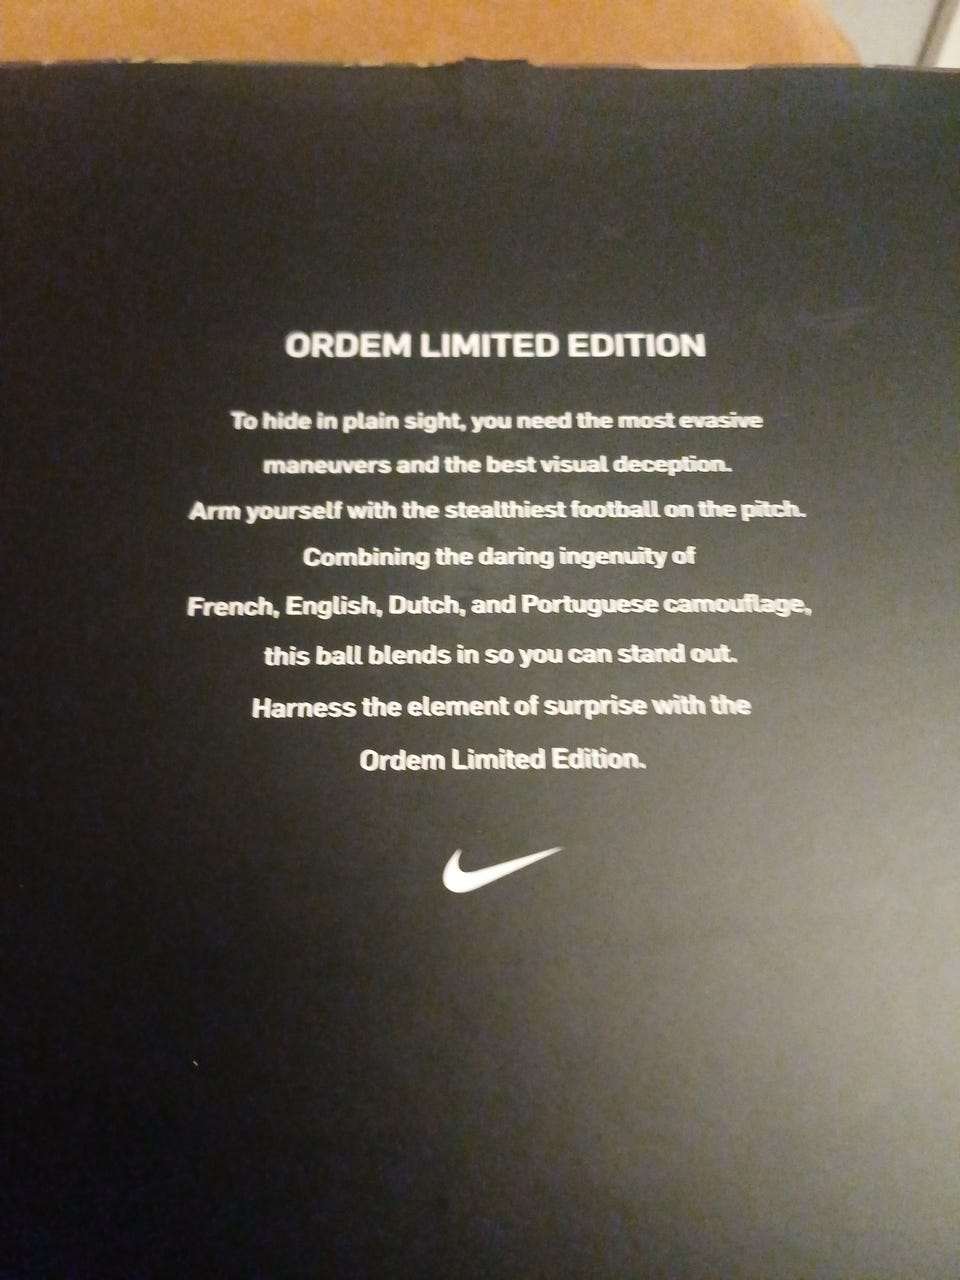 ORDEM LIMITED EDITION
To hide in plain sight, you need the most evasive
maneuvers and the best visual deception.
Arm yourself with the stealthiest football on the pitch.
Combining the daring ingenuity of
French, English, Dutch, and Portuguese camouflage,
this ball blends in so you can stand out.
Harness the element of surprise with the
Ordem Limited Edition.